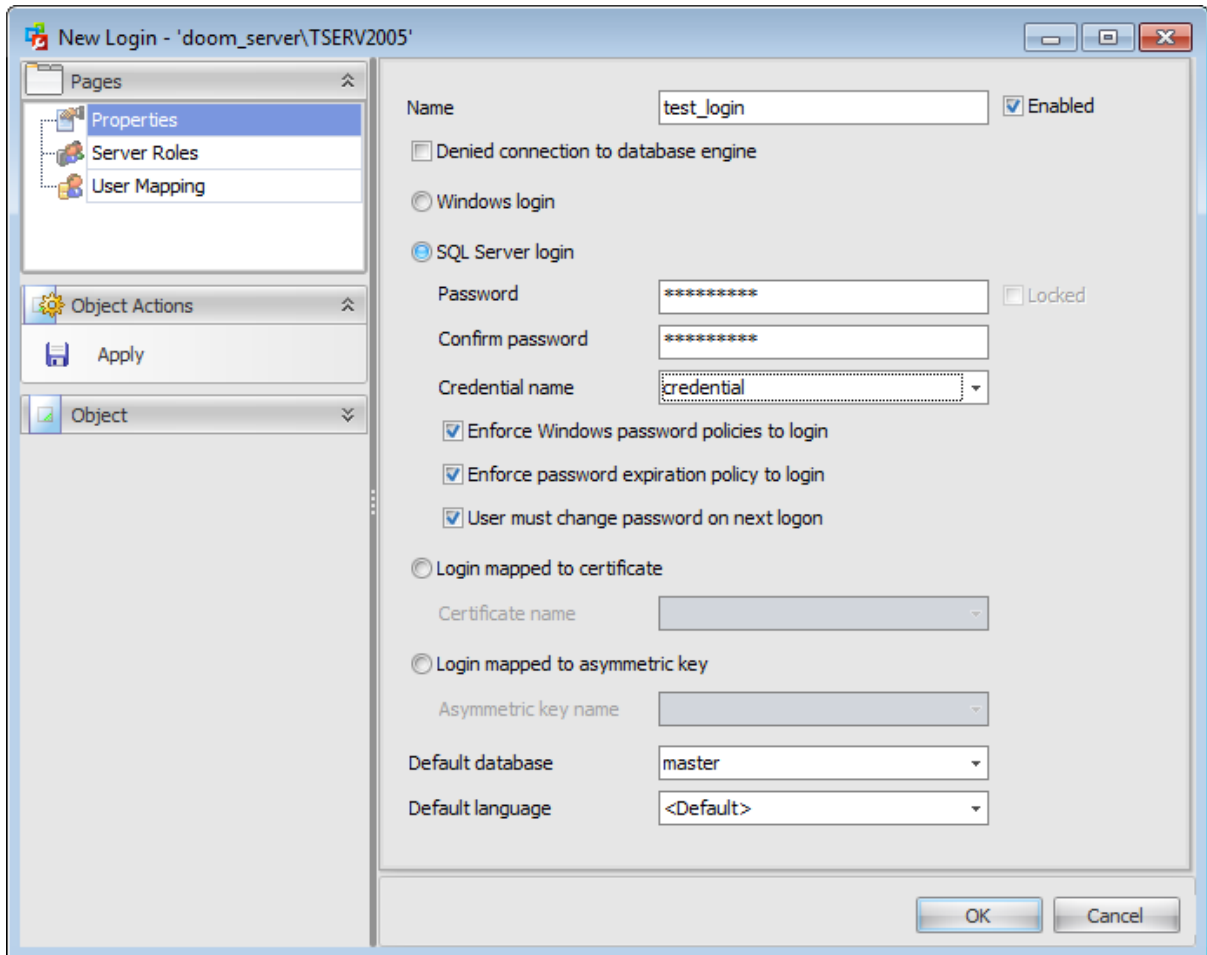 New Login - 'doom_server\TSERV2005'
Pages
Properties
Server Roles
User Mapping
Object Actions
Apply
Object
Name test_login Enabled
Denied connection to database engine
Windows login
SQL Server login
Password ********* Locked
Confirm password *********
Credential name credential
Enforce Windows password policies to login
Enforce password expiration policy to login
User must change password on next logon
Login mapped to certificate
Certificate name
Login mapped to asymmetric key
Asymmetric key name
Default database master
Default language <Default>
OK Cancel